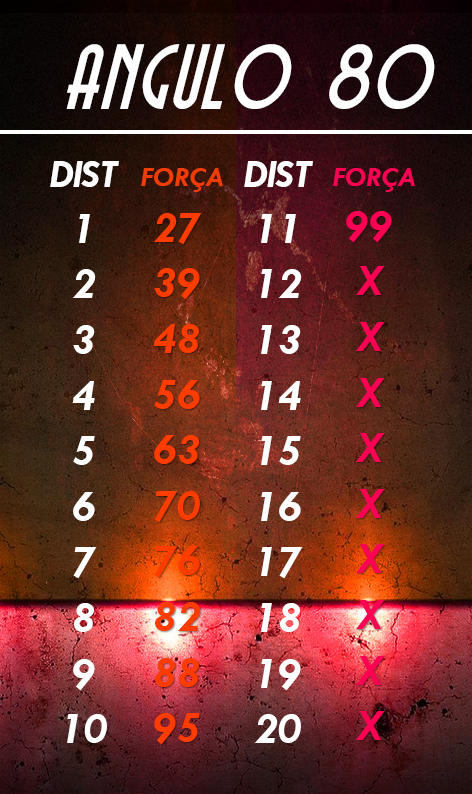 ANGULO 80
DIST FORÇA DIST FORÇA
1 27 11 99
2 39 12 X
3 48 13 X
4 56 14 X
5 63 15 X
6 70 16 X
7 76 17 X
8 82 18 X
9 88 19 X
10 95 20 X